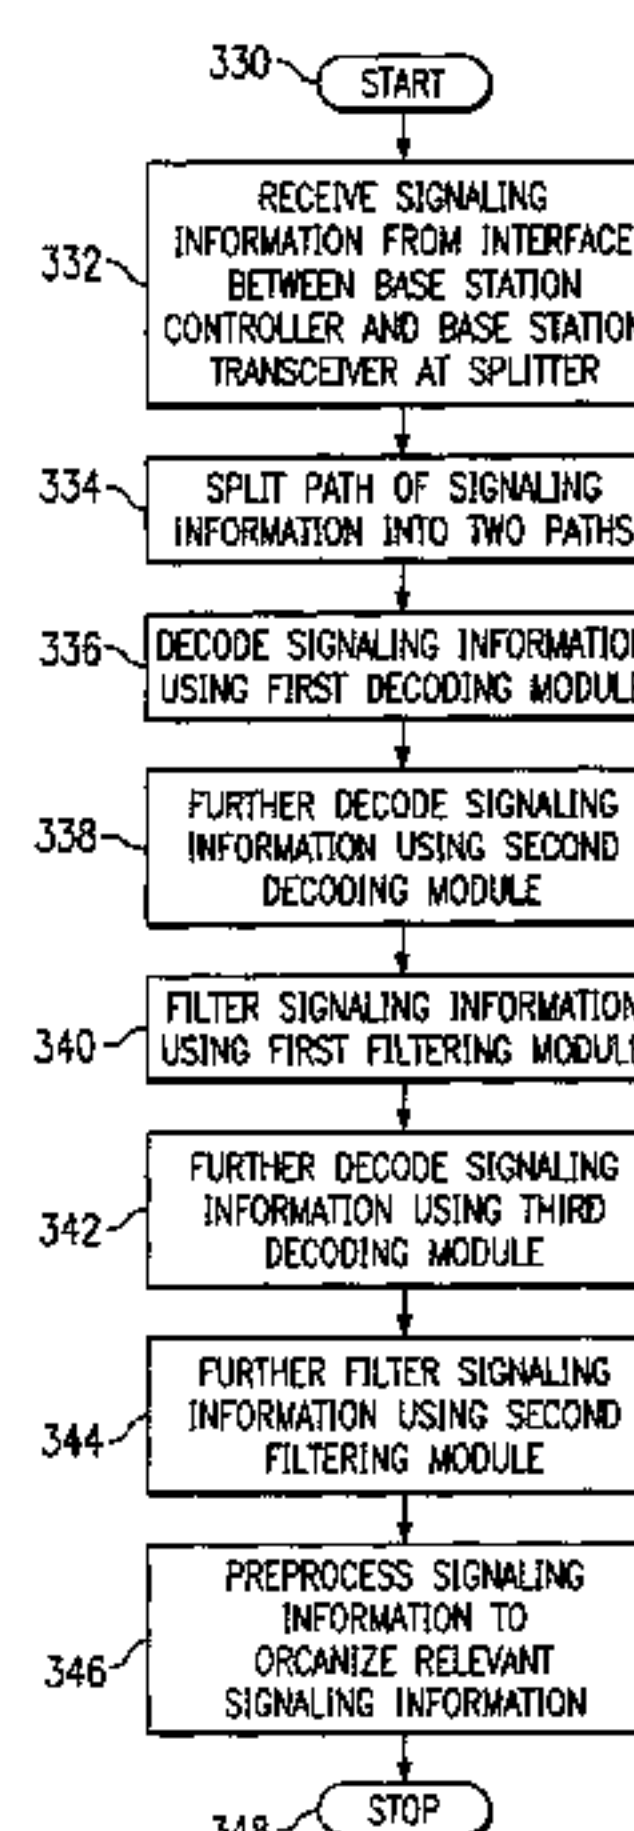 330 START
RECEIVE SIGNALING
INFORMATION FROM INTERFACE
332
BETWEEN BASE STATION
CONTROLLER AND BASE STATION
TRANSCEIVER AT SPLITTER
334
SPLIT PATH OF SIGNALING
INFORMATION INTO TWO PATHS
336
DECODE SIGNALING INFORMATION
USING FIRST DECODING MODULE
FURTHER DECODE SIGNALING
338
INFORMATION USING SECOND
DECODING MODULE
FILTER SIGNALING INFORMATION
340
USING FIRST FILTERING MODULE
FURTHER DECODE SIGNALING
342
INFORMATION USING THIRD
DECODING MODULE
FURTHER FILTER SIGNALING
344
INFORMATION USING SECOND
FILTERING MODULE
PREPROCESS SIGNALING
INFORMATION TO
346
ORGANIZE RELEVANT
SIGNALING INFORMATION
348 STOP